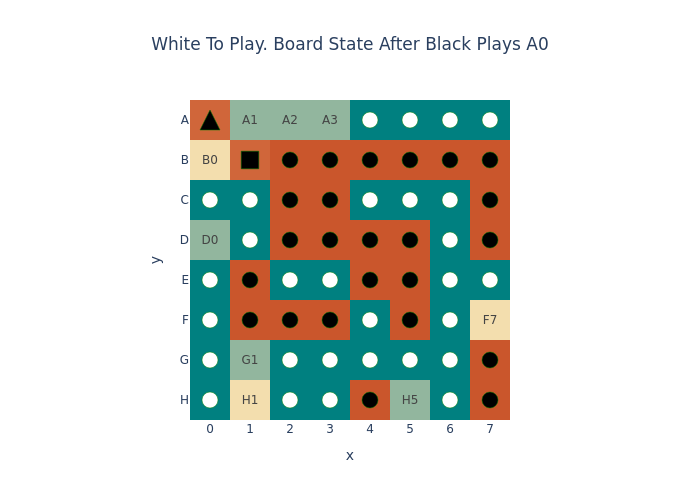 White To Play. Board State After Black Plays A0
A A1 A2 A3
B B0
C
D D0
E
F F7
G G1
H H1 H5
0 1 2 3 4 5 6 7
x
y